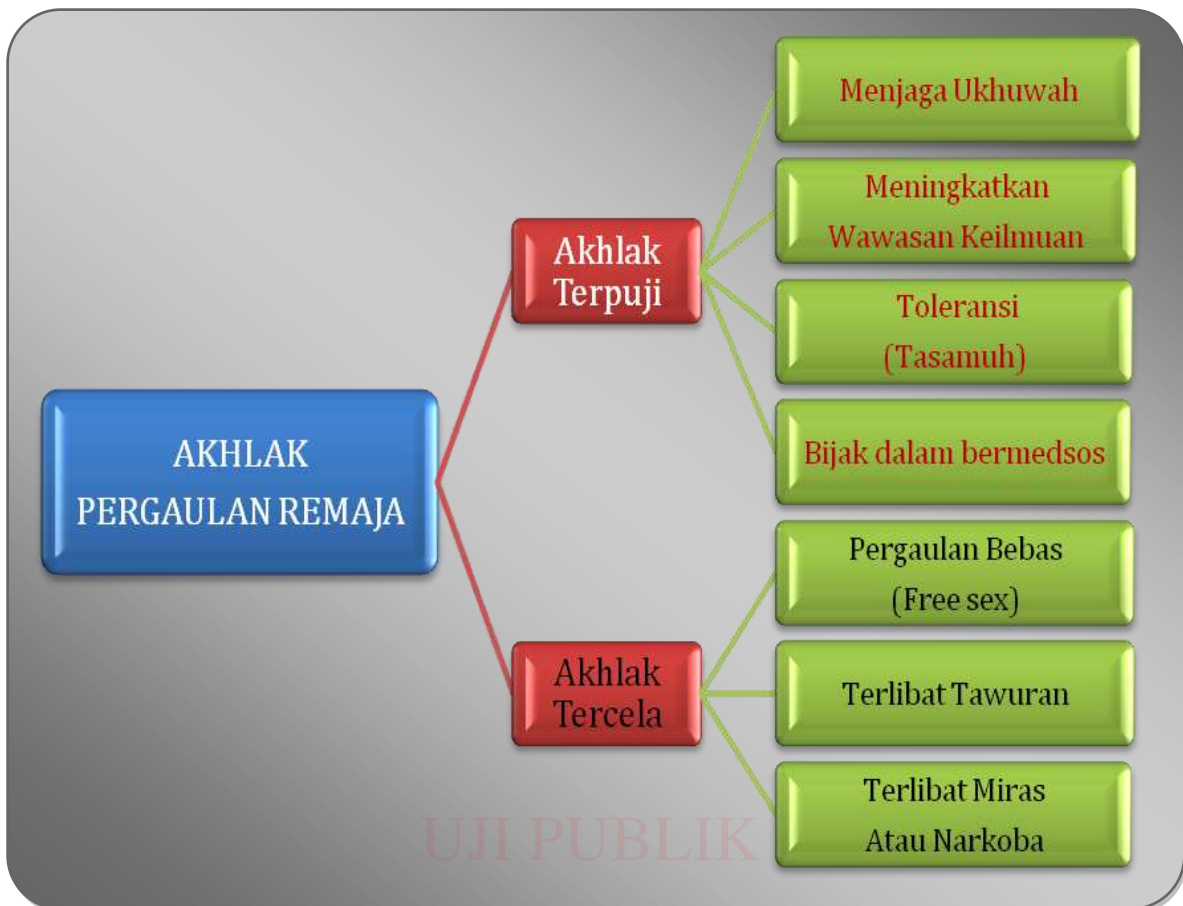 AKHLAK
PERGAULAN REMAJA
Akhlak
Terpuji
Menjaga Ukhuwah
Meningkatkan
Wawasan Keilmuan
Toleransi
(Tasamuh)
Bijak dalam bermedsos
Akhlak
Tercela
Pergaulan Bebas
(Free sex)
Terlibat Tawuran
Terlibat Miras
Atau Narkoba
UJI PUBLIK